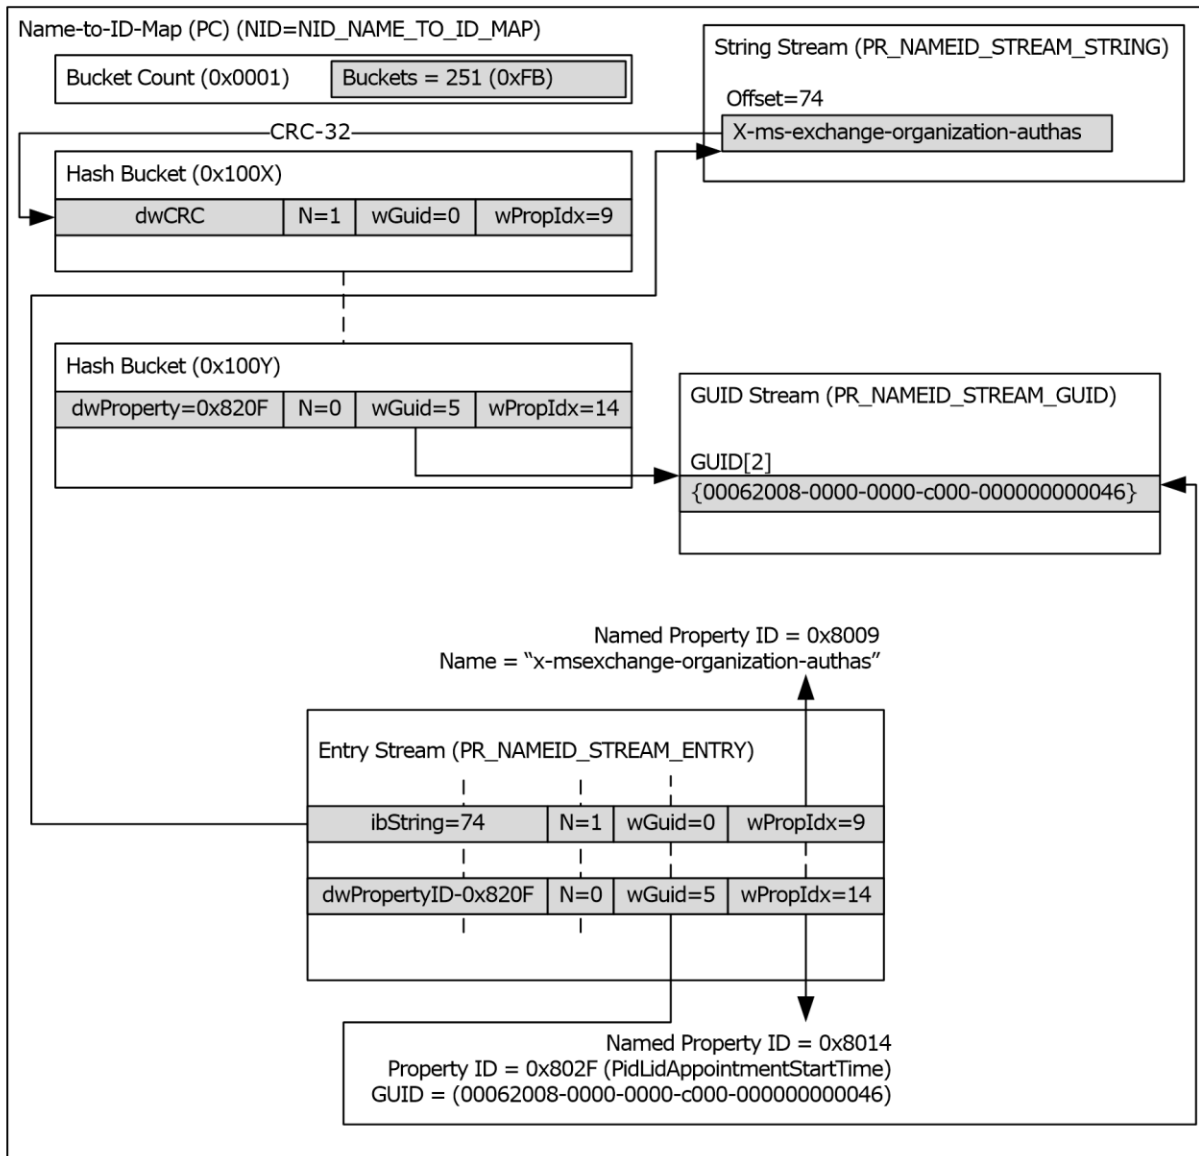 Name-to-ID-Map (PC) (NID=NID_NAME_TO_ID_MAP)
Bucket Count (0x0001)
Buckets = 251 (0xFB)
String Stream (PR_NAMEID_STREAM_STRING)
Offset=74
X-ms-exchange-organization-authas
CRC-32
Hash Bucket (0x100X)
dwCRC
N=1
wGuid=0
wPropIdx=9
Hash Bucket (0x100Y)
dwProperty=0x820F
N=0
wGuid=5
wPropIdx=14
GUID Stream (PR_NAMEID_STREAM_GUID)
GUID[2]
{00062008-0000-0000-c000-000000000046}
Named Property ID = 0x8009
Name = “x-msexchange-organization-authas”
Entry Stream (PR_NAMEID_STREAM_ENTRY)
ibString=74
N=1
wGuid=0
wPropIdx=9
dwPropertyID-0x820F
N=0
wGuid=5
wPropIdx=14
Named Property ID = 0x8014
Property ID = 0x802F (PidLidAppointmentStartTime)
GUID = (00062008-0000-0000-c000-000000000046)